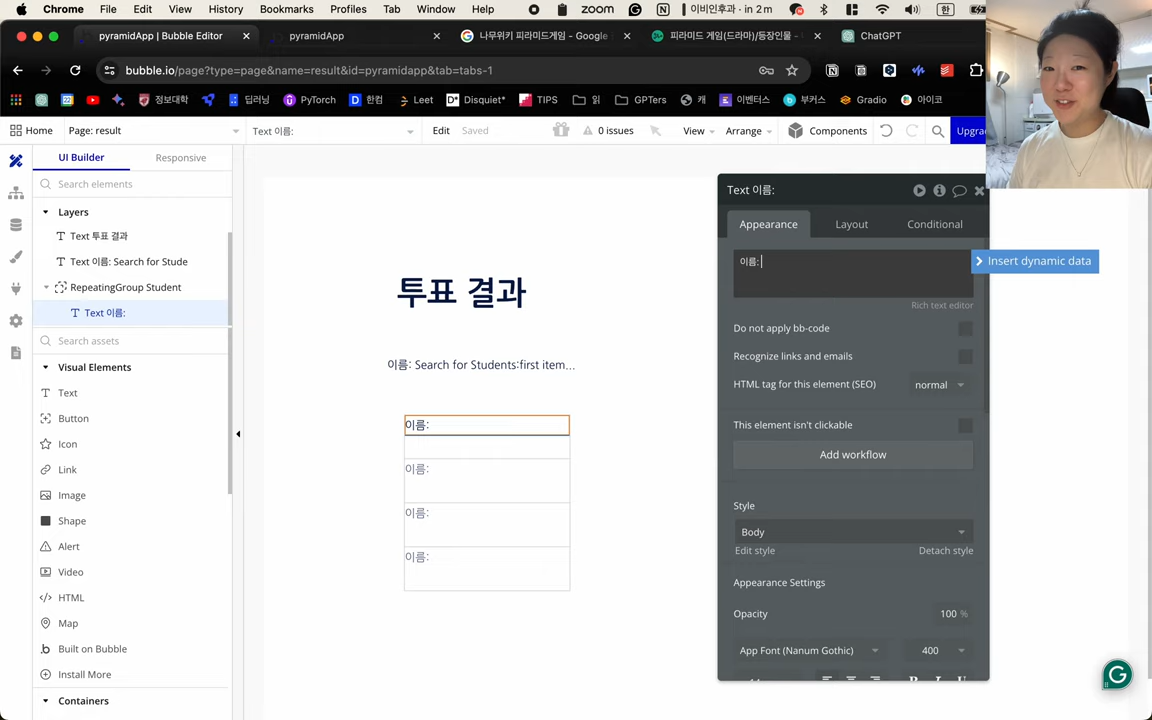 Chrome File Edit View History Bookmarks Profiles Tab Window Help zoom 이비인후과 · in 2 m 한
pyramidApp | Bubble Editor pyramidApp 나무위키 피라미드게임 - Google 피라미드 게임(드라마)/등장인물 - ChatGPT
bubble.io/page?type=page&name=result&id=pyramidapp&tab=tabs-1
정보대학 딥러닝 PyTorch 한컴 Leet Disquiet* TIPS 읽 GPTers 캐 이벤터스 부커스 Gradio 아이코
Home Page: result Text 이름: Edit Saved 0 issues View Arrange Components Upgra
UI Builder Responsive
Search elements
Layers
Text 투표 결과
Text 이름: Search for Stude
RepeatingGroup Student
Text 이름:
Search assets
Visual Elements
Text
Button
Icon
Link
Image
Shape
Alert
Video
HTML
Map
Built on Bubble
Install More
Containers
투표 결과
이름: Search for Students:first item...
이름:
이름:
이름:
이름:
Text 이름:
Appearance Layout Conditional
이름:
Insert dynamic data
Rich text editor
Do not apply bb-code
Recognize links and emails
HTML tag for this element (SEO) normal
This element isn't clickable
Add workflow
Style
Body
Edit style Detach style
Appearance Settings
Opacity 100 %
App Font (Nanum Gothic) 400
B I U